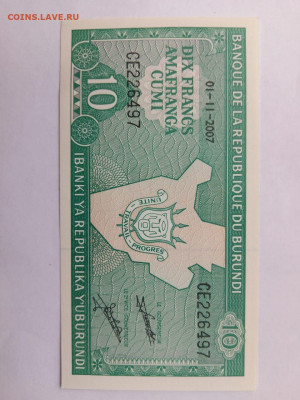 COINS.LAVE.RU
BANQUE DE LA REPUBLIQUE DU BURUNDI
01-11-2007
CE226497
DIX FRANCS
AMAFRANGA
CUMI
10
UNITE
TRAVAIL
PROGRES
CE226497
10
IBANKI YA REPUBLIKA Y'UBURUNDI